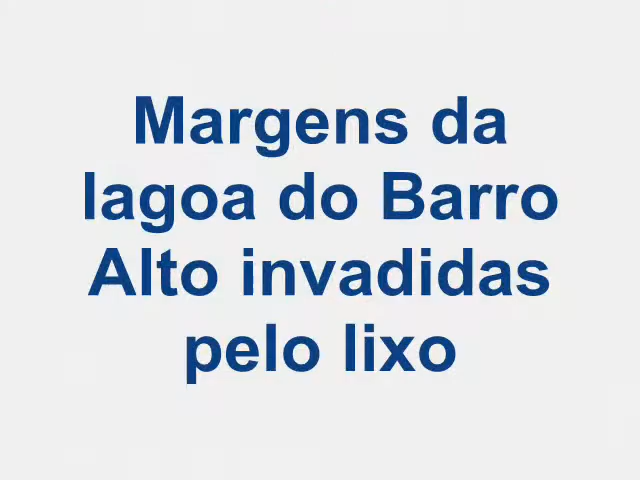 Margens da
lagoa do Barro
Alto invadidas
pelo lixo